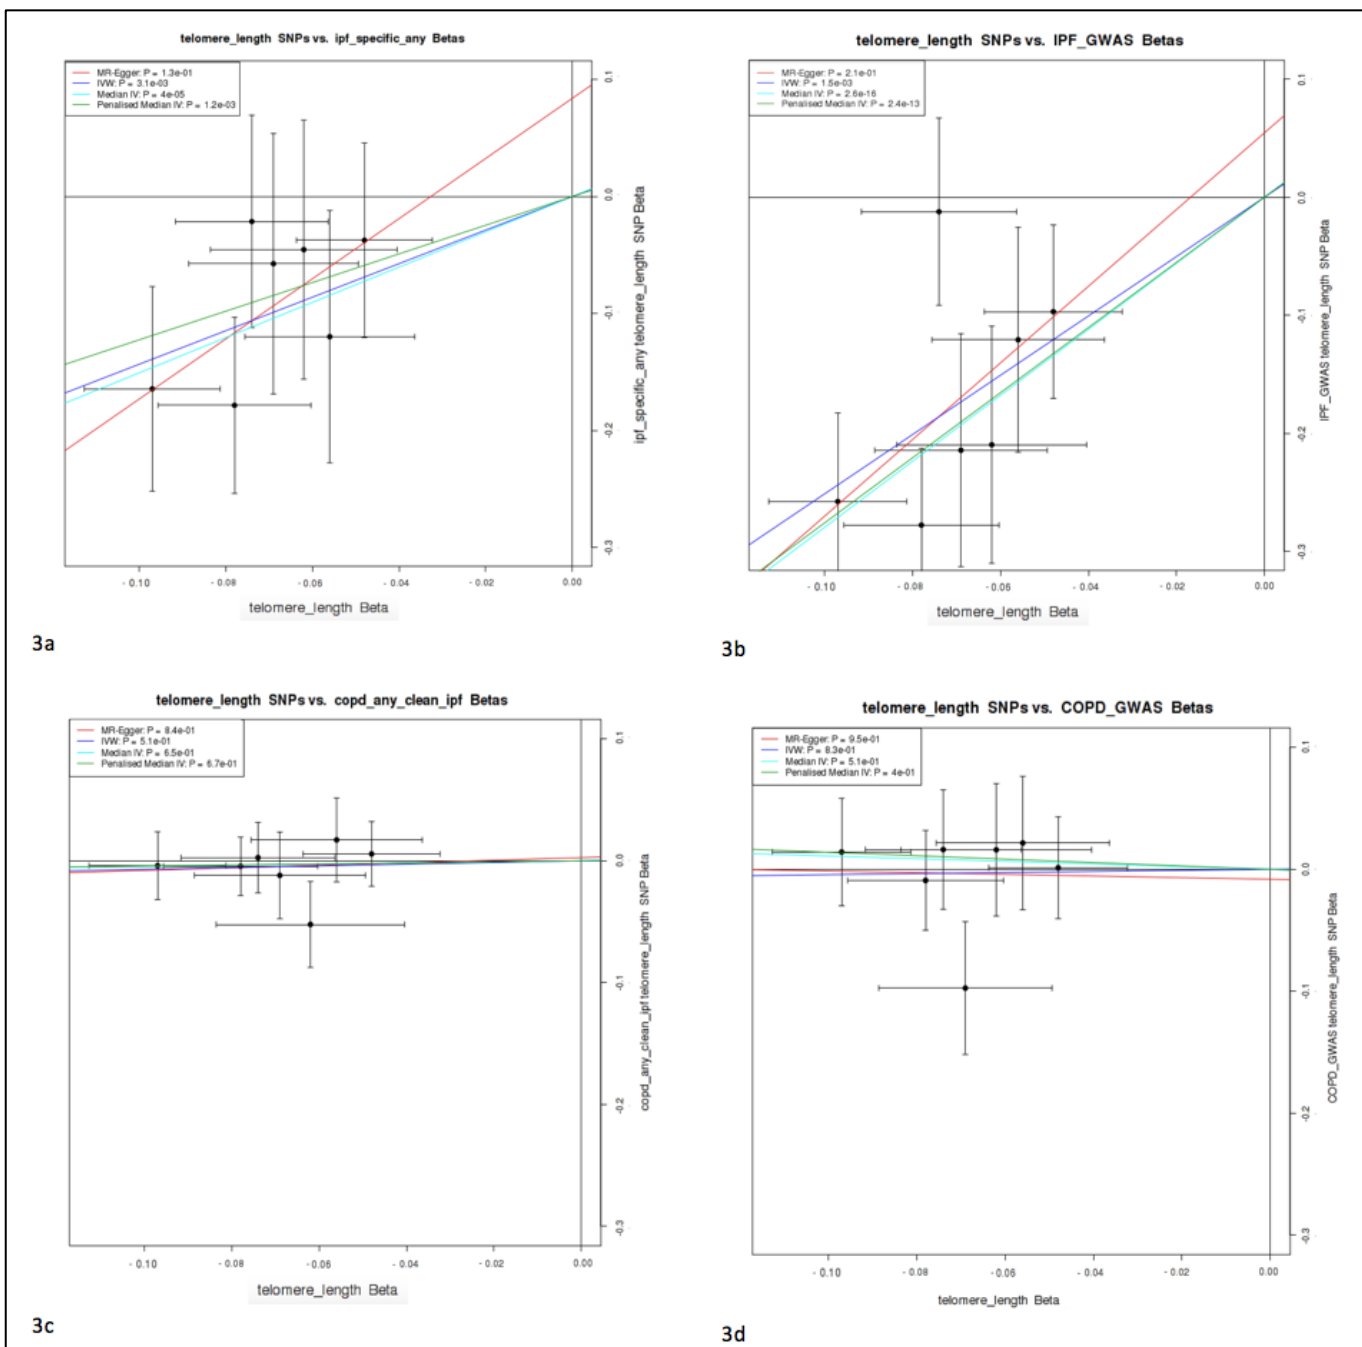 telomere_length SNPs vs. ipf_specific_any Betas
MR-Egger: P = 1.3e-01
IVW: P = 3.1e-03
Median IV: P = 4e-05
Penalised Median IV: P = 1.2e-03
0.1
0.0
-0.1
-0.2
-0.3
ipf_specific_any telomere_length SNP Beta
-0.10 -0.08 -0.06 -0.04 -0.02 0.00
telomere_length Beta
3a
telomere_length SNPs vs. IPF_GWAS Betas
MR-Egger: P = 2.1e-01
IVW: P = 1.5e-03
Median IV: P = 2.6e-16
Penalised Median IV: P = 2.4e-13
0.1
0.0
-0.1
-0.2
-0.3
IPF_GWAS telomere_length SNP Beta
-0.10 -0.08 -0.06 -0.04 -0.02 0.00
telomere_length Beta
3b
telomere_length SNPs vs. copd_any_clean_ipf Betas
MR-Egger: P = 8.4e-01
IVW: P = 5.1e-01
Median IV: P = 6.5e-01
Penalised Median IV: P = 6.7e-01
0.1
0.0
-0.1
-0.2
-0.3
copd_any_clean_ipf telomere_length SNP Beta
-0.10 -0.08 -0.06 -0.04 -0.02 0.00
telomere_length Beta
3c
telomere_length SNPs vs. COPD_GWAS Betas
MR-Egger: P = 9.5e-01
IVW: P = 8.3e-01
Median IV: P = 5.1e-01
Penalised Median IV: P = 4e-01
0.1
0.0
-0.1
-0.2
-0.3
COPD_GWAS telomere_length SNP Beta
-0.10 -0.08 -0.06 -0.04 -0.02 0.00
telomere_length Beta
3d